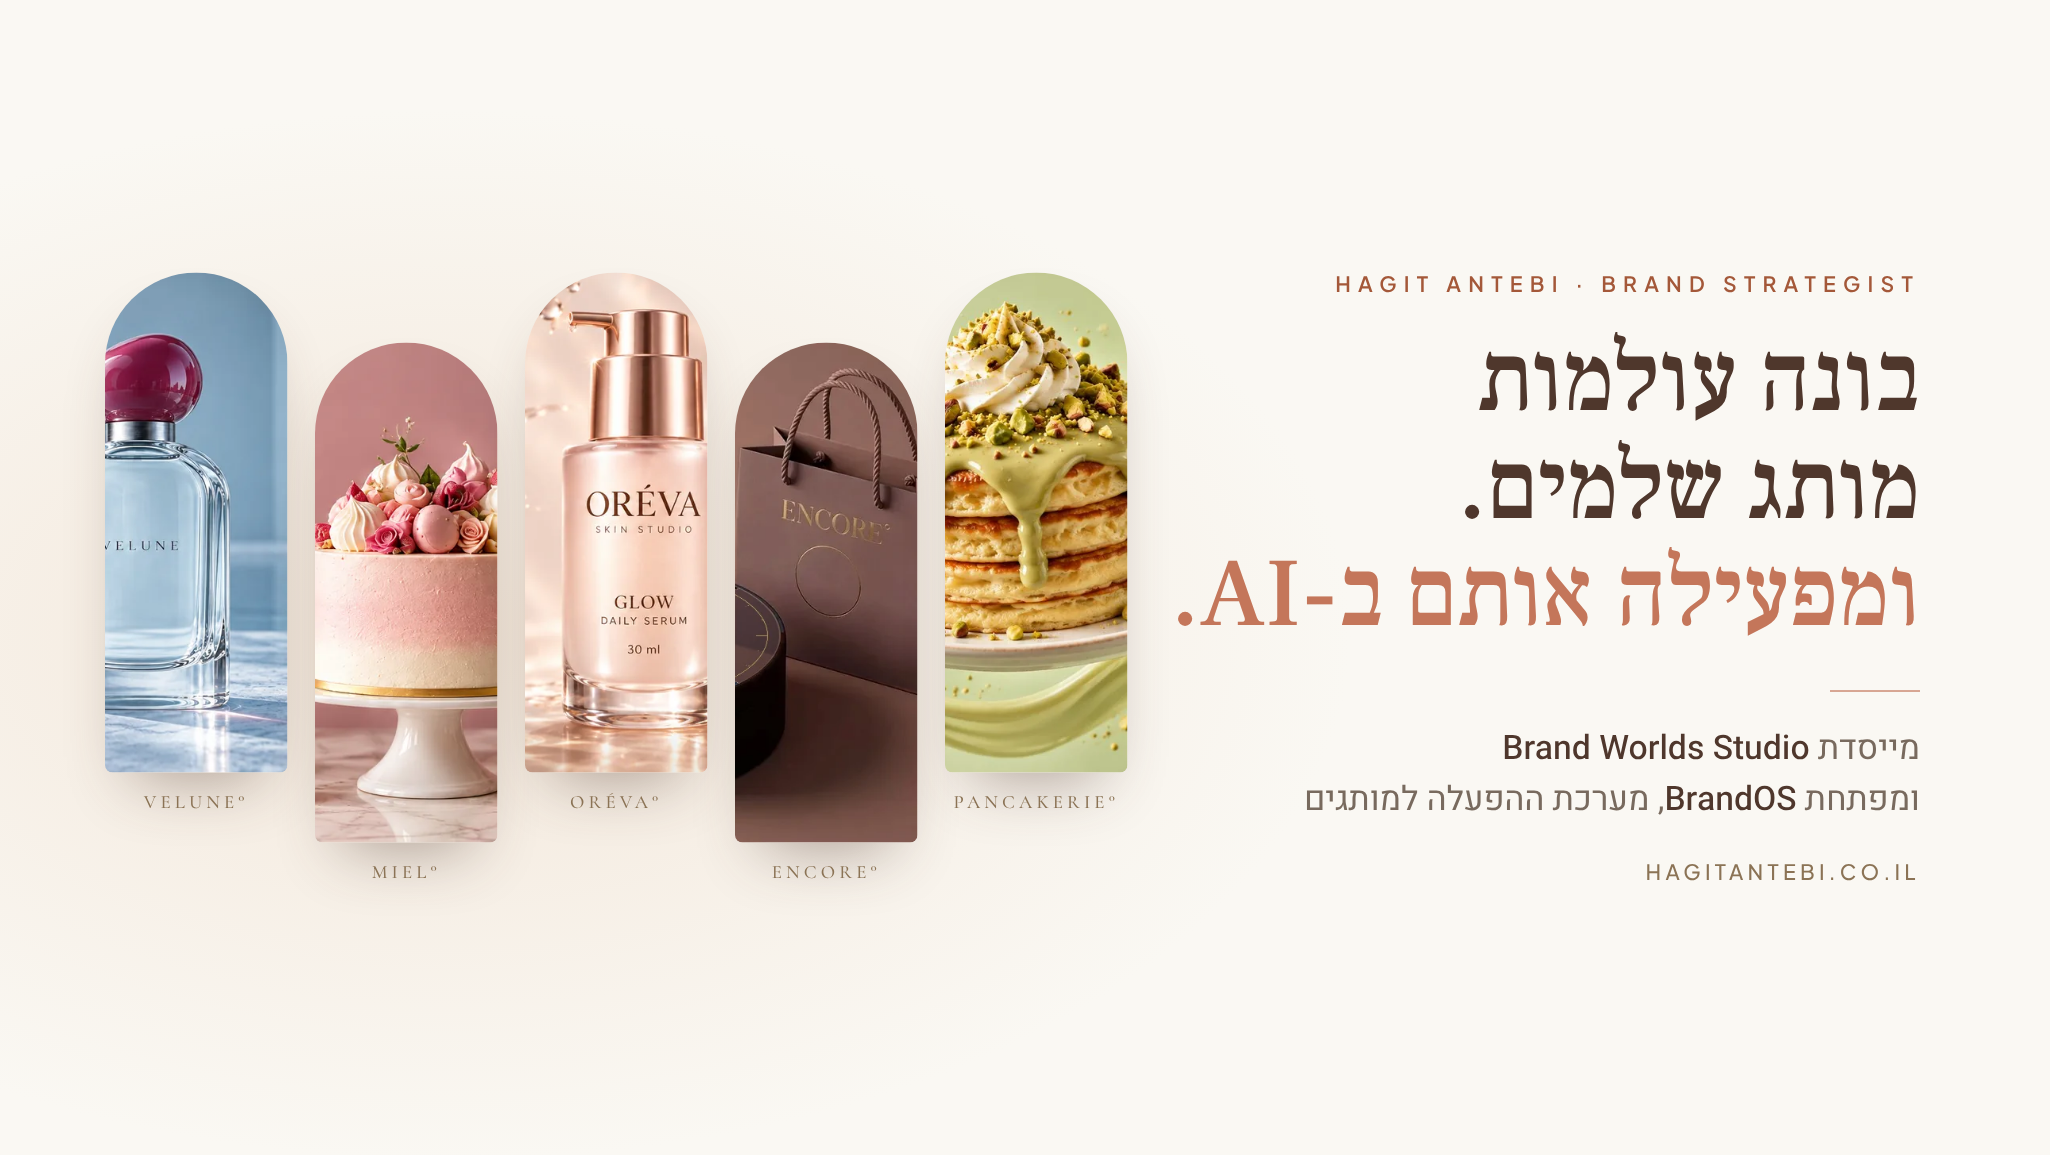 HAGIT ANTEBI · BRAND STRATEGIST
בונה עולמות
מותג שלמים.
ומפעילה אותם ב-AI.
מייסדת Brand Worlds Studio
ומפתחת BrandOS, מערכת ההפעלה למותגים
HAGITANTEBI.CO.IL
VELUNE
VELUNE°
MIEL°
ORÉVA
SKIN STUDIO
GLOW
DAILY SERUM
30 ml
ORÉVA°
ENCORE°
ENCORE°
PANCAKERIE°